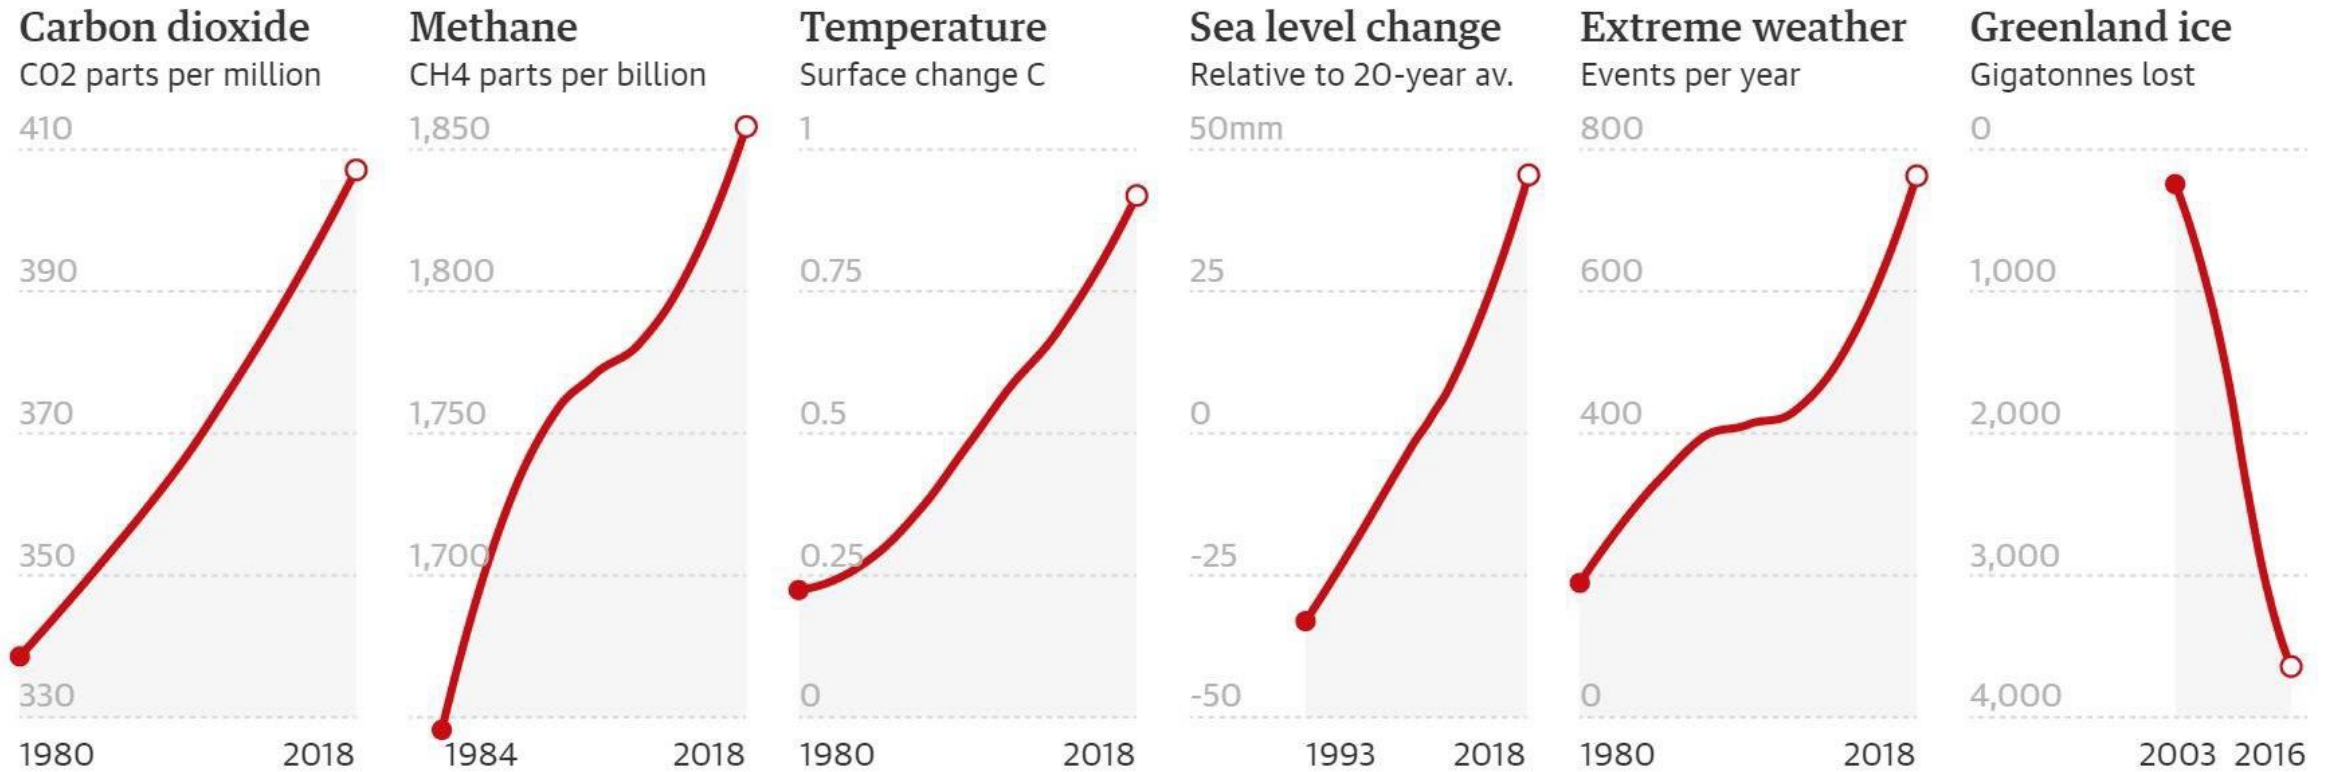 Carbon dioxide
CO2 parts per million
410
390
370
350
330
1980 2018
Methane
CH4 parts per billion
1,850
1,800
1,750
1,700
1984 2018
Temperature
Surface change C
1
0.75
0.5
0.25
0
1980 2018
Sea level change
Relative to 20-year av.
50mm
25
0
-25
-50
1993 2018
Extreme weather
Events per year
800
600
400
0
1980 2018
Greenland ice
Gigatonnes lost
0
1,000
2,000
3,000
4,000
2003 2016